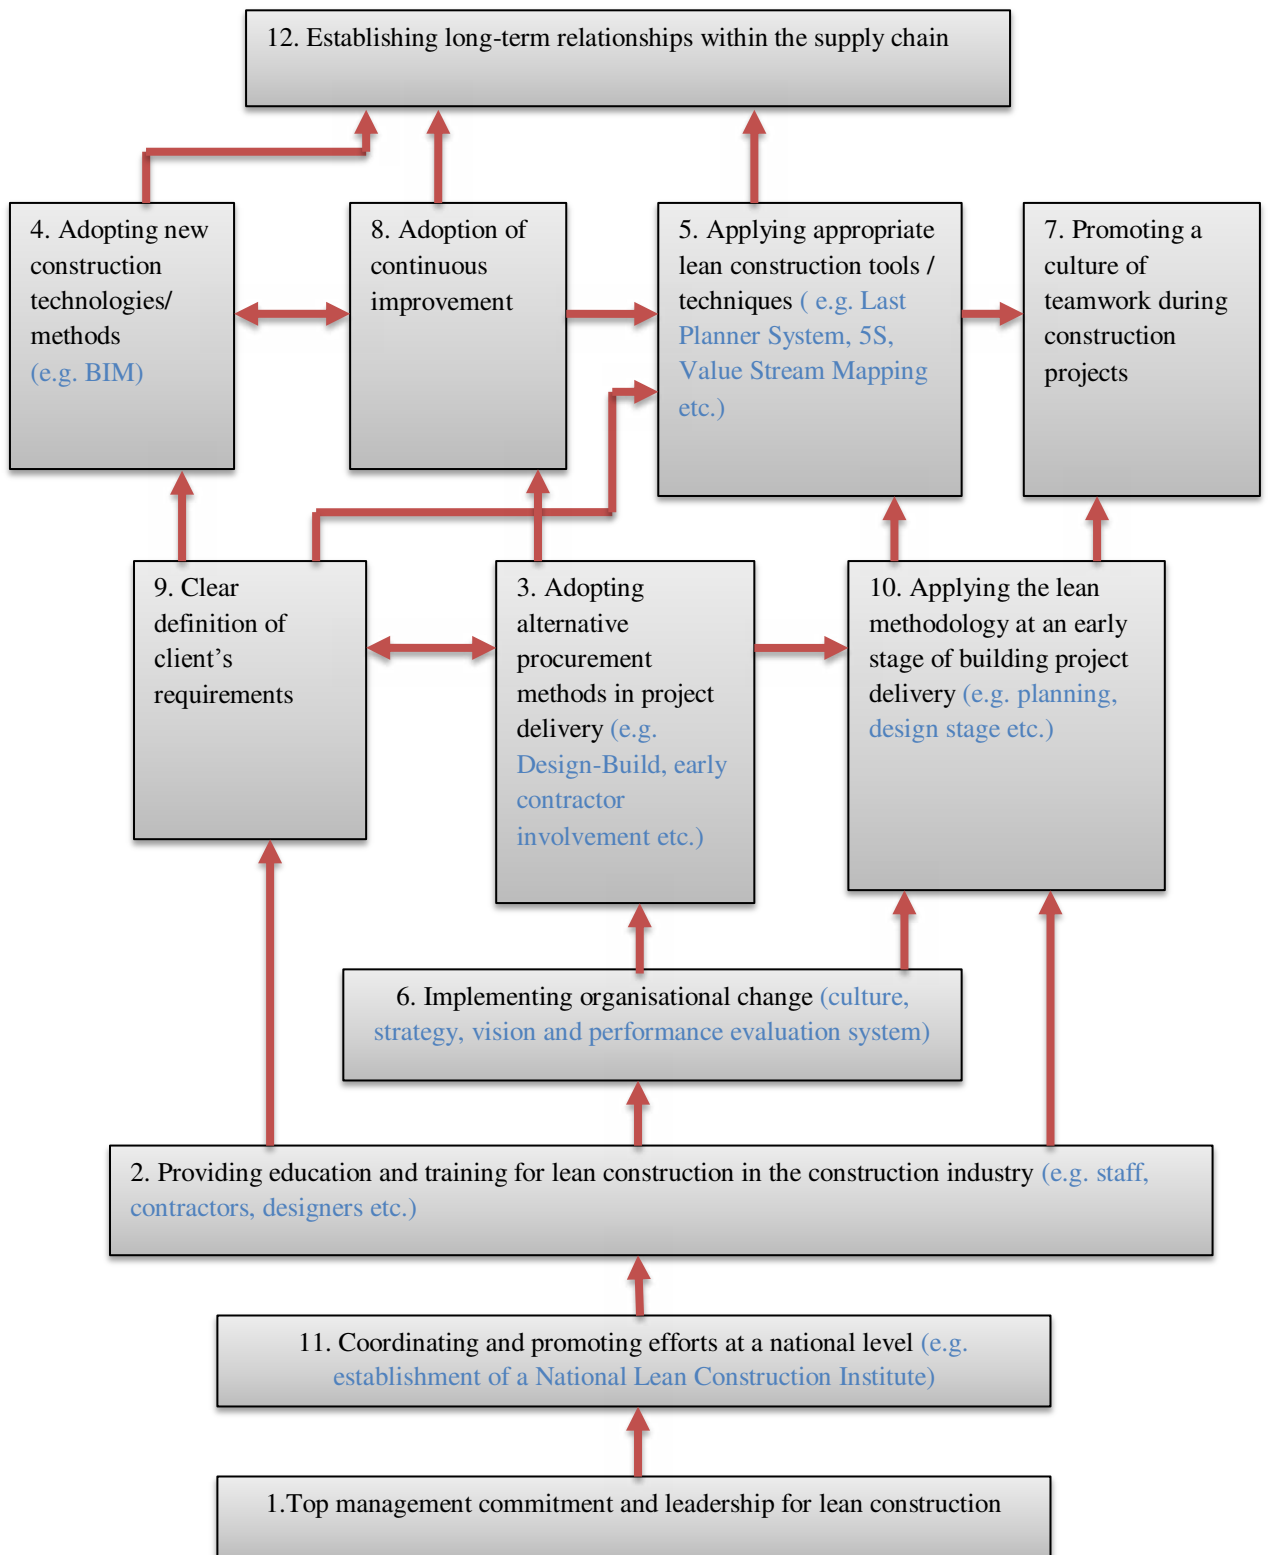 12. Establishing long-term relationships within the supply chain
4. Adopting new
construction
technologies/
methods
(e.g. BIM)
8. Adoption of
continuous
improvement
5. Applying appropriate
lean construction tools /
techniques ( e.g. Last
Planner System, 5S,
Value Stream Mapping
etc.)
7. Promoting a
culture of
teamwork during
construction
projects
9. Clear
definition of
client’s
requirements
3. Adopting
alternative
procurement
methods in project
delivery (e.g.
Design-Build, early
contractor
involvement etc.)
10. Applying the lean
methodology at an early
stage of building project
delivery (e.g. planning,
design stage etc.)
6. Implementing organisational change (culture,
strategy, vision and performance evaluation system)
2. Providing education and training for lean construction in the construction industry (e.g. staff,
contractors, designers etc.)
11. Coordinating and promoting efforts at a national level (e.g.
establishment of a National Lean Construction Institute)
1.Top management commitment and leadership for lean construction